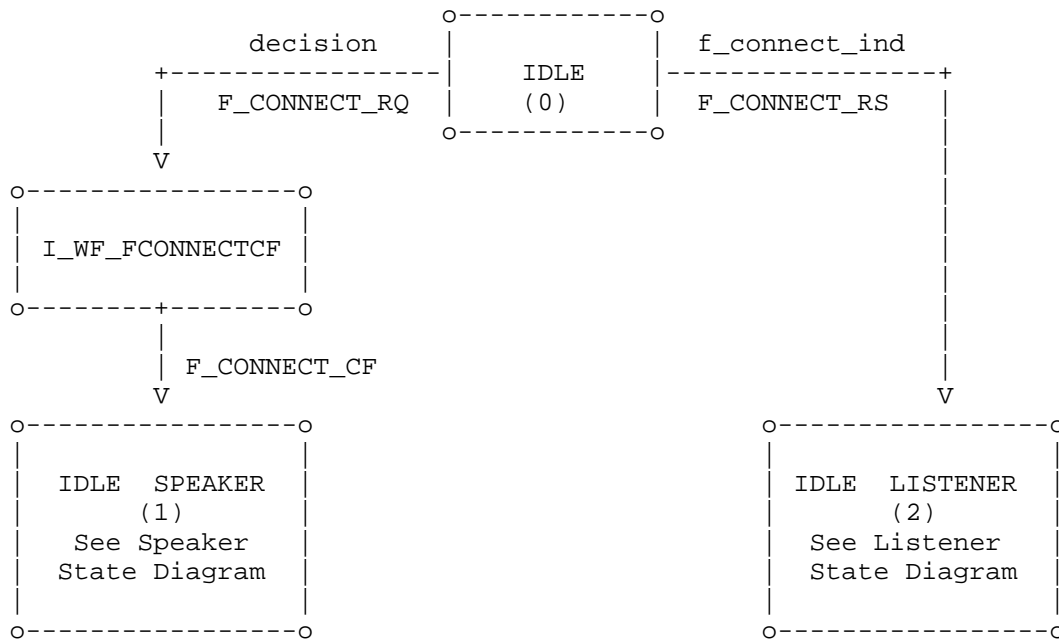 decision f_connect_ind
IDLE
F_CONNECT_RQ (0) F_CONNECT_RS
I_WF_FCONNECTCF
F_CONNECT_CF
IDLE SPEAKER IDLE LISTENER
(1) (2)
See Speaker See Listener
State Diagram State Diagram